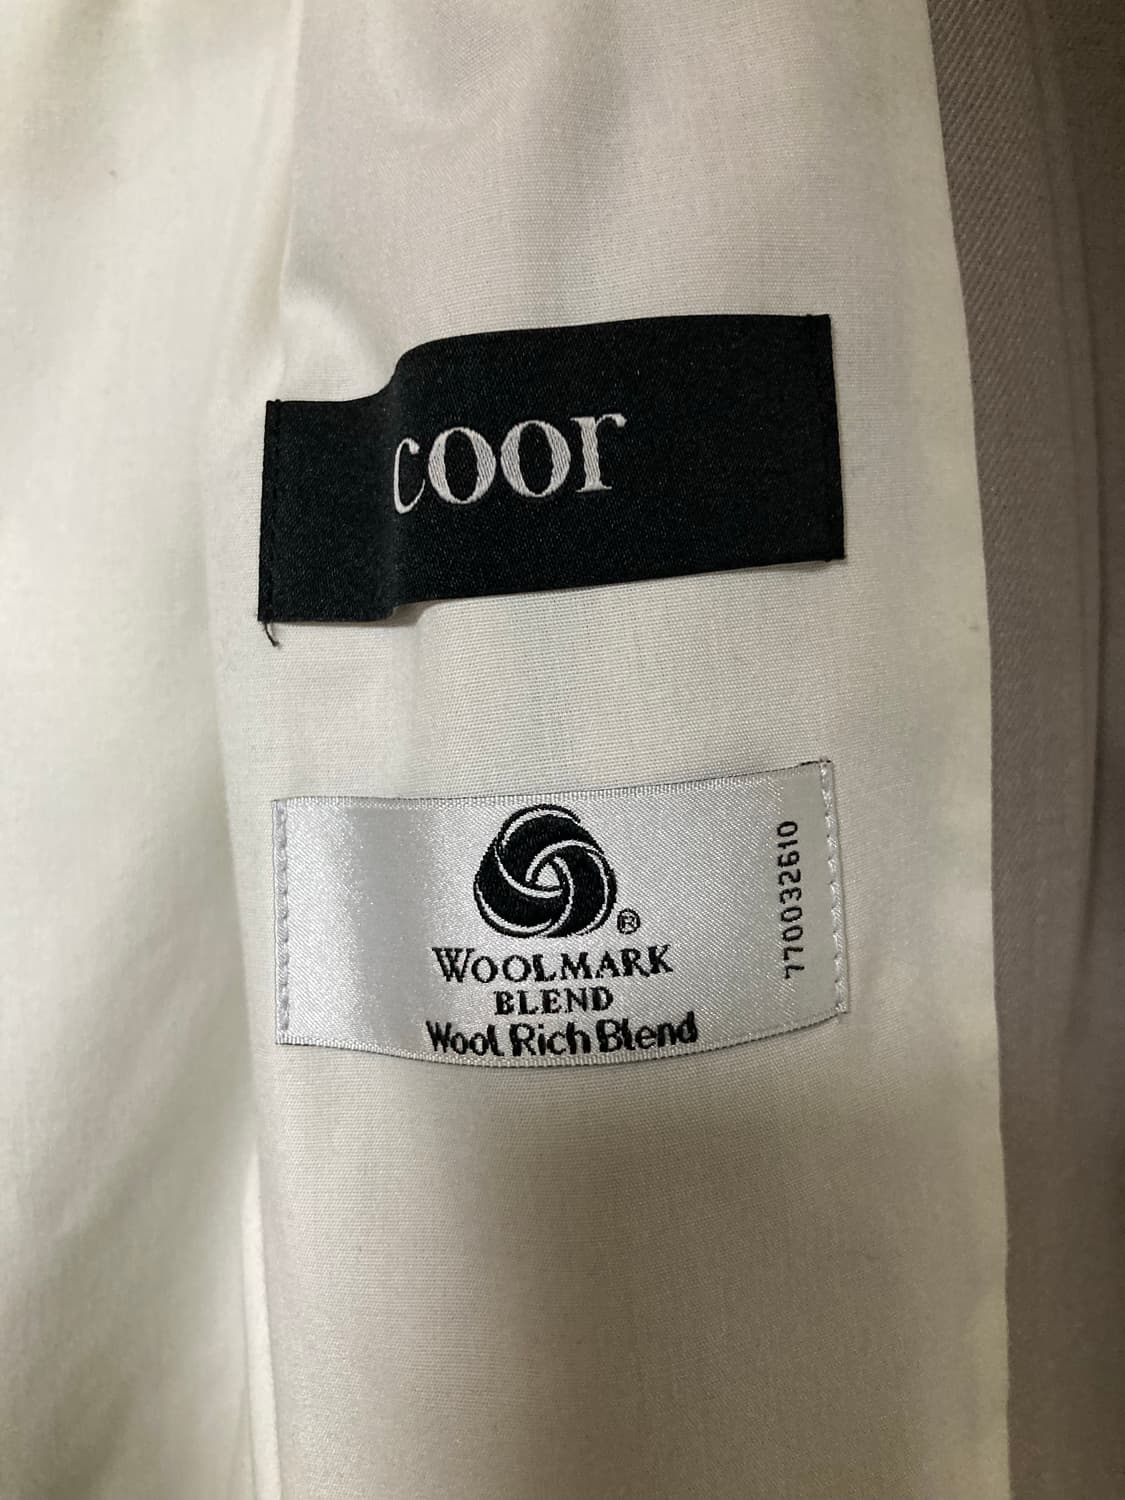 coor
®
WOOLMARK
BLEND
Wool Rich Blend
770032610